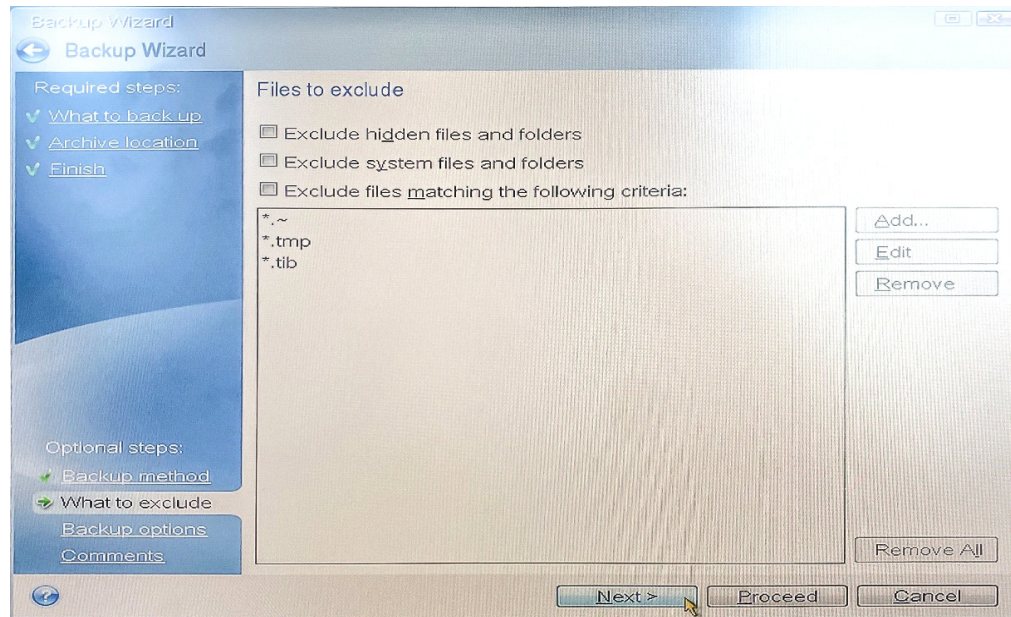 Backup Wizard
Backup Wizard
Required steps:
What to back up
Archive location
Finish
Optional steps:
Backup method
What to exclude
Backup options
Comments
Files to exclude
Exclude hidden files and folders
Exclude system files and folders
Exclude files matching the following criteria:
*.~
*.tmp
*.tib
Add...
Edit
Remove
Remove All
?
Next >
Proceed
Cancel